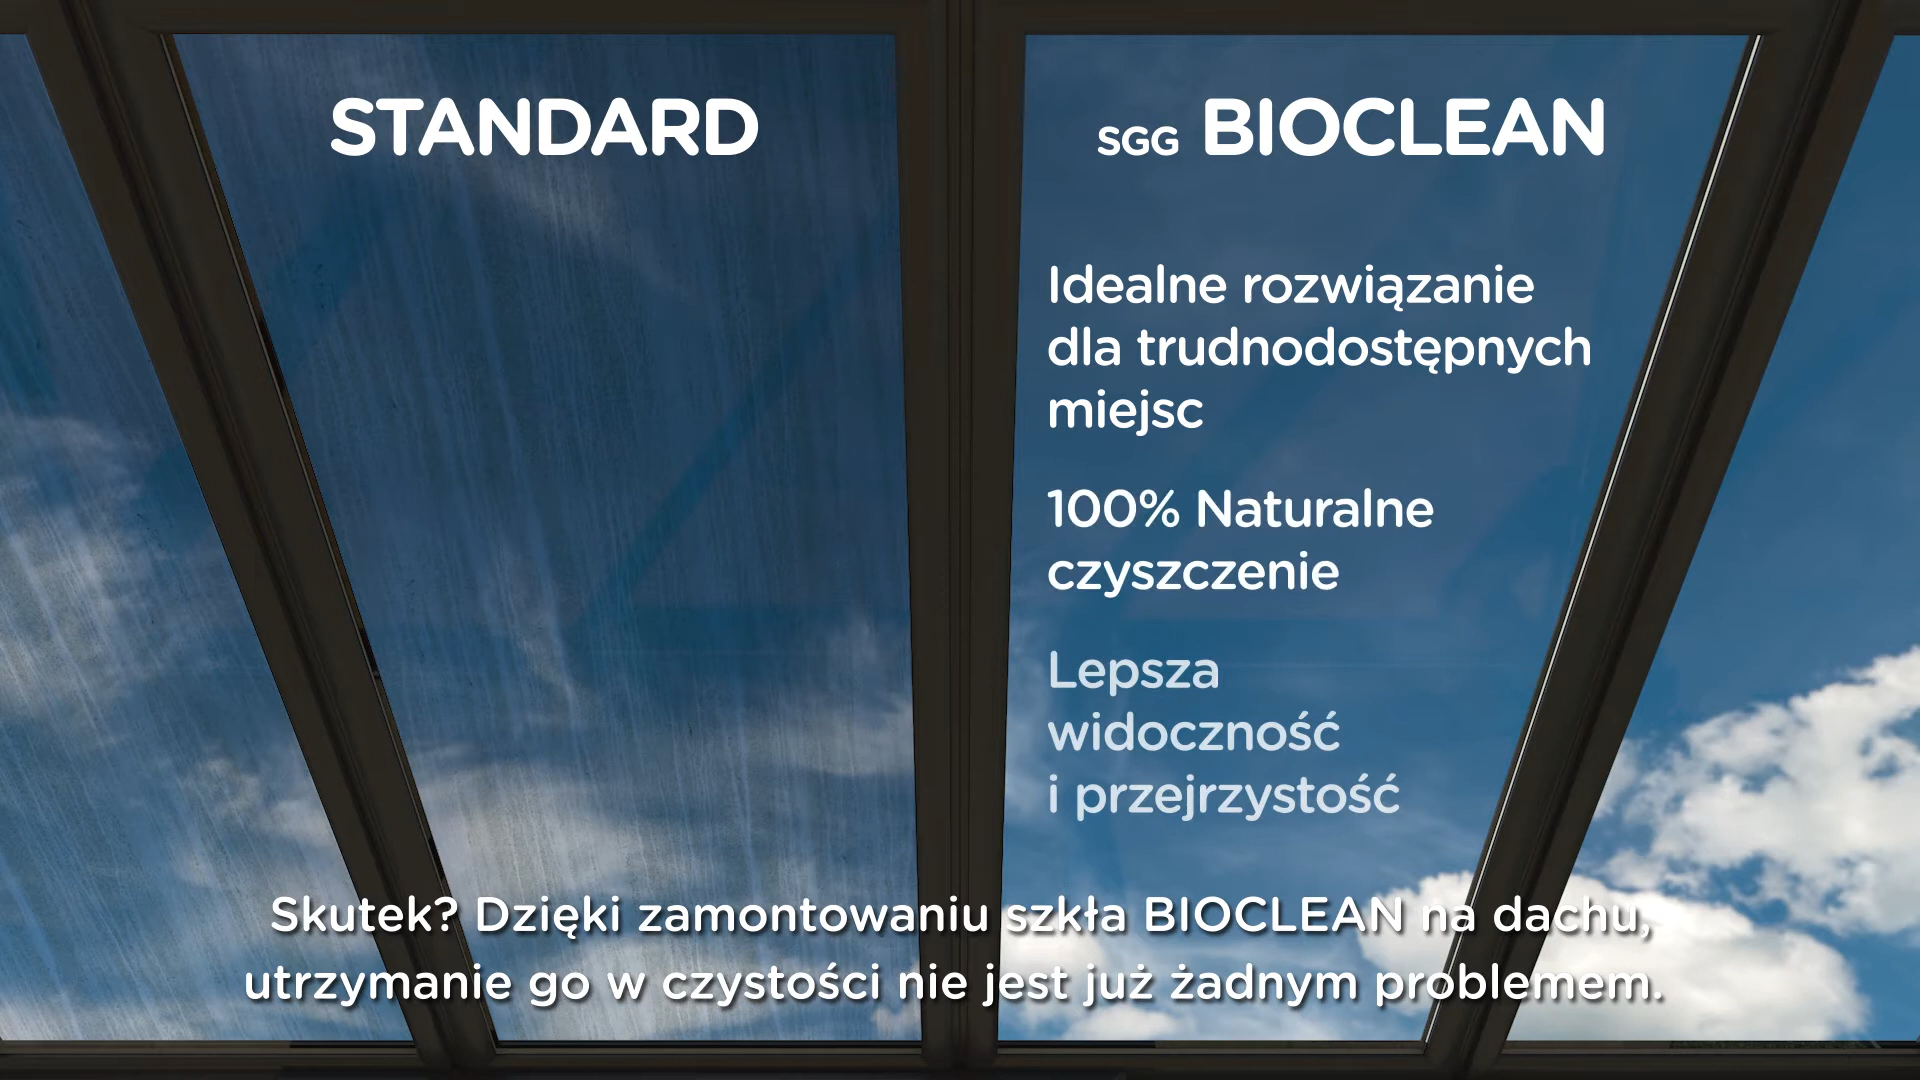 STANDARD
SGG BIOCLEAN
Idealne rozwiązanie
dla trudnodostępnych
miejsc
100% Naturalne
czyszczenie
Lepsza
widoczność
i przejrzystość
Skutek? Dzięki zamontowaniu szkła BIOCLEAN na dachu,
utrzymanie go w czystości nie jest już żadnym problemem.